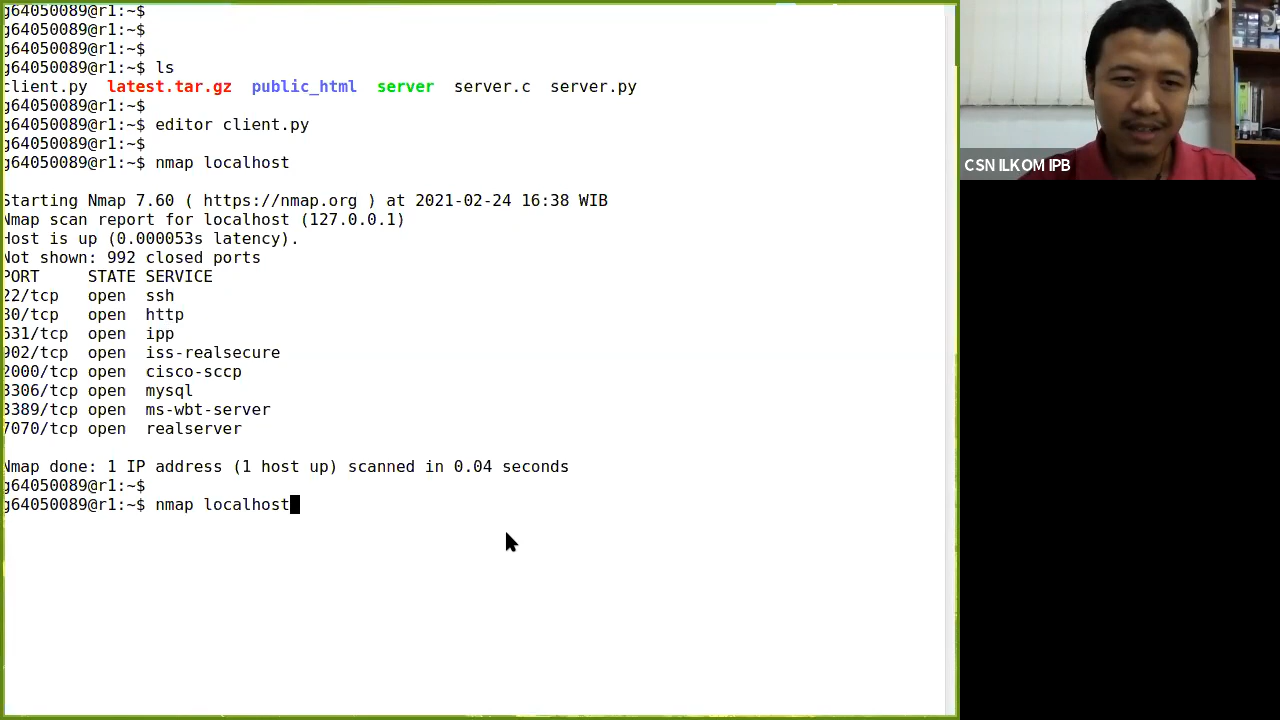 g64050089@r1:~$
g64050089@r1:~$
g64050089@r1:~$
g64050089@r1:~$ ls
client.py  latest.tar.gz  public_html  server  server.c  server.py
g64050089@r1:~$
g64050089@r1:~$ editor client.py
g64050089@r1:~$
g64050089@r1:~$ nmap localhost
Starting Nmap 7.60 ( https://nmap.org ) at 2021-02-24 16:38 WIB
Nmap scan report for localhost (127.0.0.1)
Host is up (0.000053s latency).
Not shown: 992 closed ports
PORT     STATE SERVICE
22/tcp   open  ssh
80/tcp   open  http
631/tcp  open  ipp
902/tcp  open  iss-realsecure
2000/tcp open  cisco-sccp
3306/tcp open  mysql
3389/tcp open  ms-wbt-server
7070/tcp open  realserver
Nmap done: 1 IP address (1 host up) scanned in 0.04 seconds
g64050089@r1:~$
g64050089@r1:~$ nmap localhost
CSN ILKOM IPB